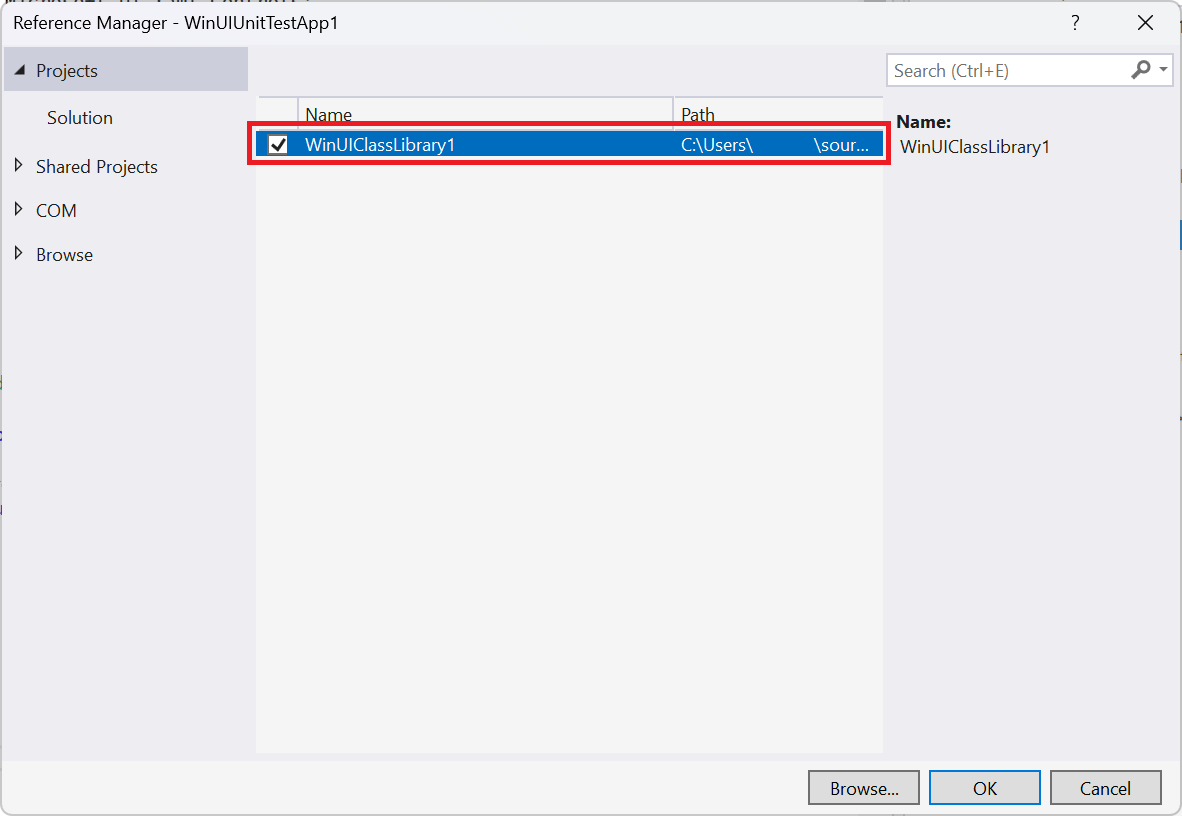 Reference Manager - WinUIUnitTestApp1
?
Projects
Search (Ctrl+E)
Solution
Shared Projects
COM
Browse
Name Path
WinUIClassLibrary1 C:\Users\ \sour...
Name:
WinUIClassLibrary1
Browse... OK Cancel